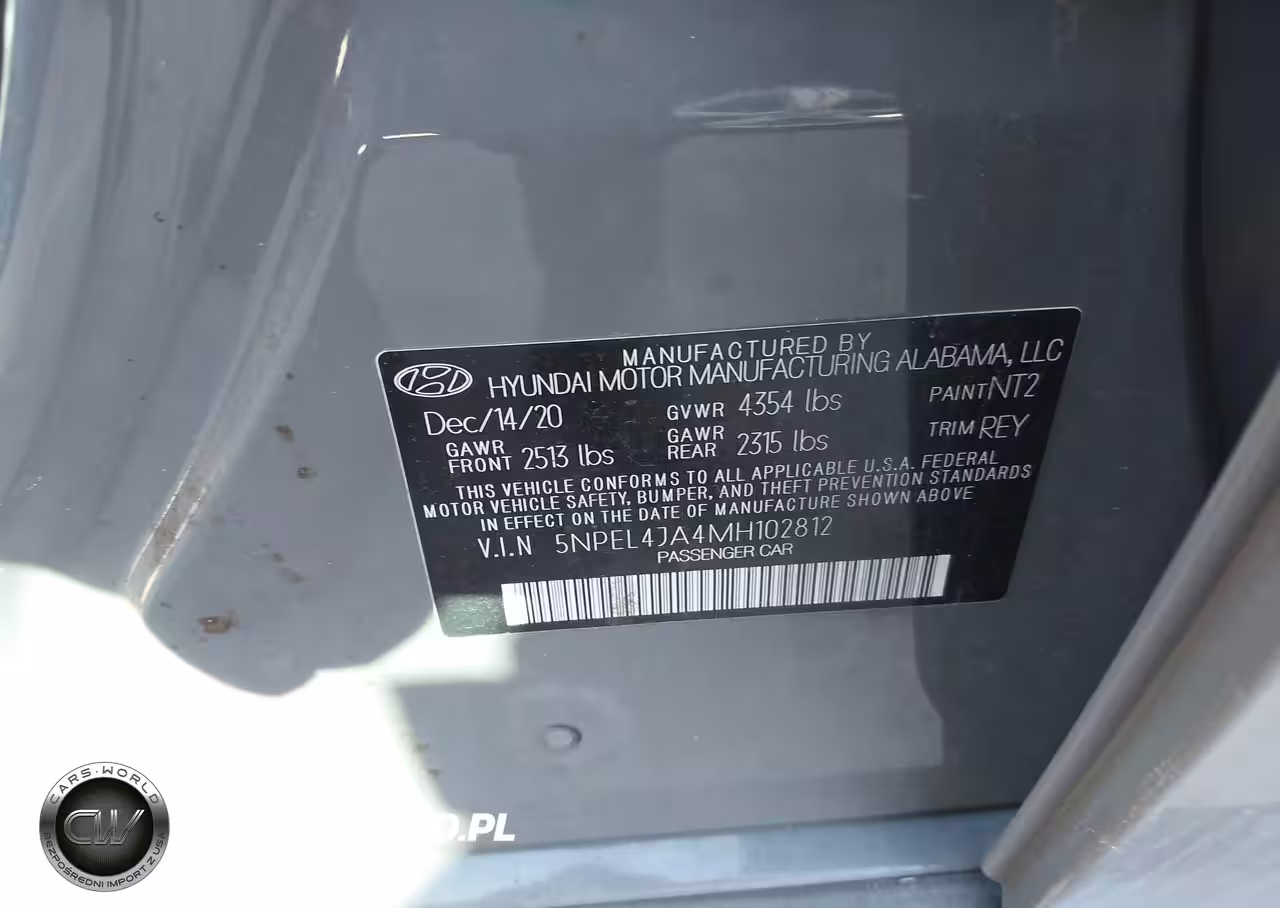 MANUFACTURED BY
HYUNDAI MOTOR MANUFACTURING ALABAMA, LLC
Dec/14/20 GVWR 4354 lbs PAINT NT2
GAWR FRONT 2513 lbs GAWR REAR 2315 lbs TRIM REY
THIS VEHICLE CONFORMS TO ALL APPLICABLE U.S.A. FEDERAL
MOTOR VEHICLE SAFETY, BUMPER, AND THEFT PREVENTION STANDARDS
IN EFFECT ON THE DATE OF MANUFACTURE SHOWN ABOVE
V.I.N 5NPEL4JA4MH102812
PASSENGER CAR
CARS·WORLD
CW
BEZPOŚREDNI IMPORT Z USA
.PL